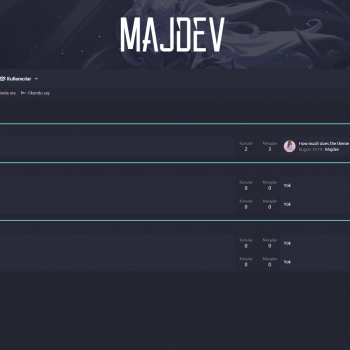 MAJDEV
Kullanıcılar
Okundu say
Konular Mesajlar How much does the theme
2 3 Bugün 15:15 · Majdev
Konular Mesajlar Yok
0 0
Konular Mesajlar Yok
0 0
Konular Mesajlar Yok
0 0
Konular Mesajlar Yok
0 0